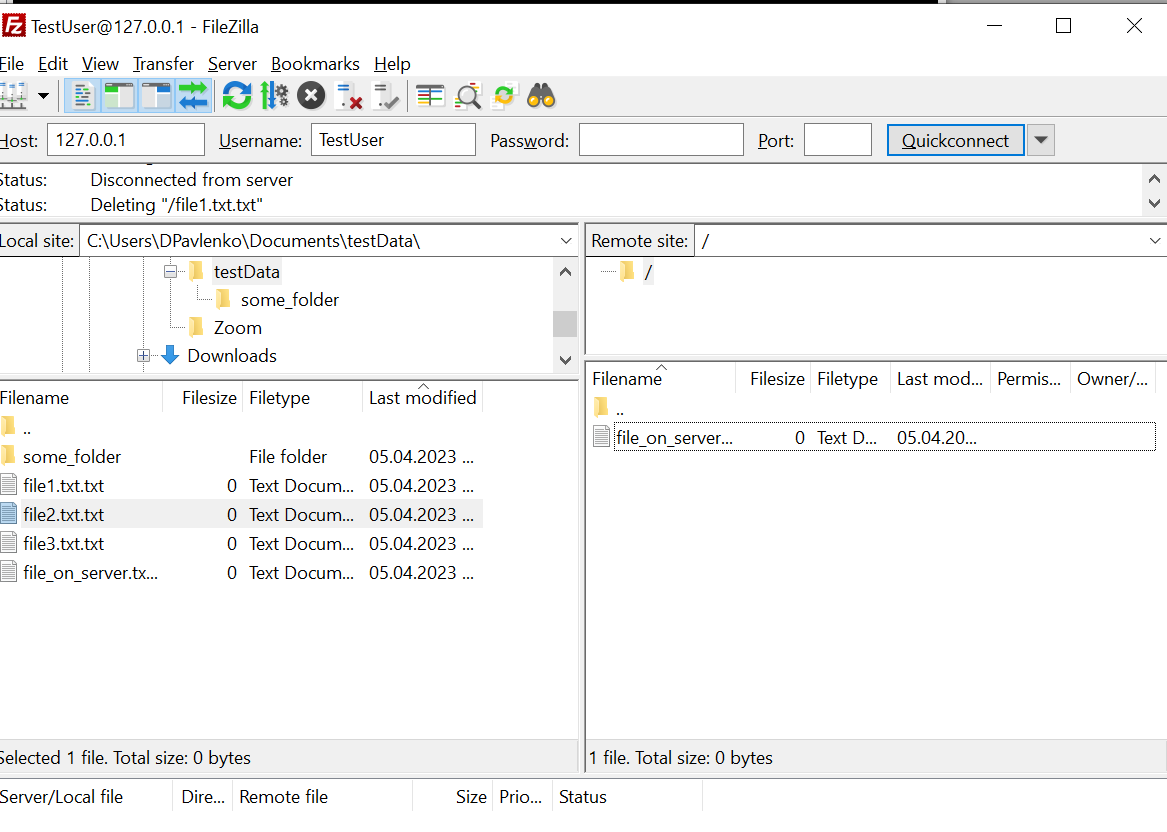 TestUser@127.0.0.1 - FileZilla
File Edit View Transfer Server Bookmarks Help
Host: 127.0.0.1 Username: TestUser Password: Port: Quickconnect
Status: Disconnected from server
Status: Deleting "/file1.txt.txt"
Local site: C:\Users\DPavlenko\Documents\testData\
testData
some_folder
Zoom
Downloads
Filename Filesize Filetype Last modified
..
some_folder File folder 05.04.2023 ...
file1.txt.txt 0 Text Docum... 05.04.2023 ...
file2.txt.txt 0 Text Docum... 05.04.2023 ...
file3.txt.txt 0 Text Docum... 05.04.2023 ...
file_on_server.tx... 0 Text Docum... 05.04.2023 ...
Selected 1 file. Total size: 0 bytes
Remote site: /
/
Filename Filesize Filetype Last mod... Permis... Owner/...
..
file_on_server... 0 Text D... 05.04.20...
1 file. Total size: 0 bytes
Server/Local file Dire... Remote file Size Prio... Status